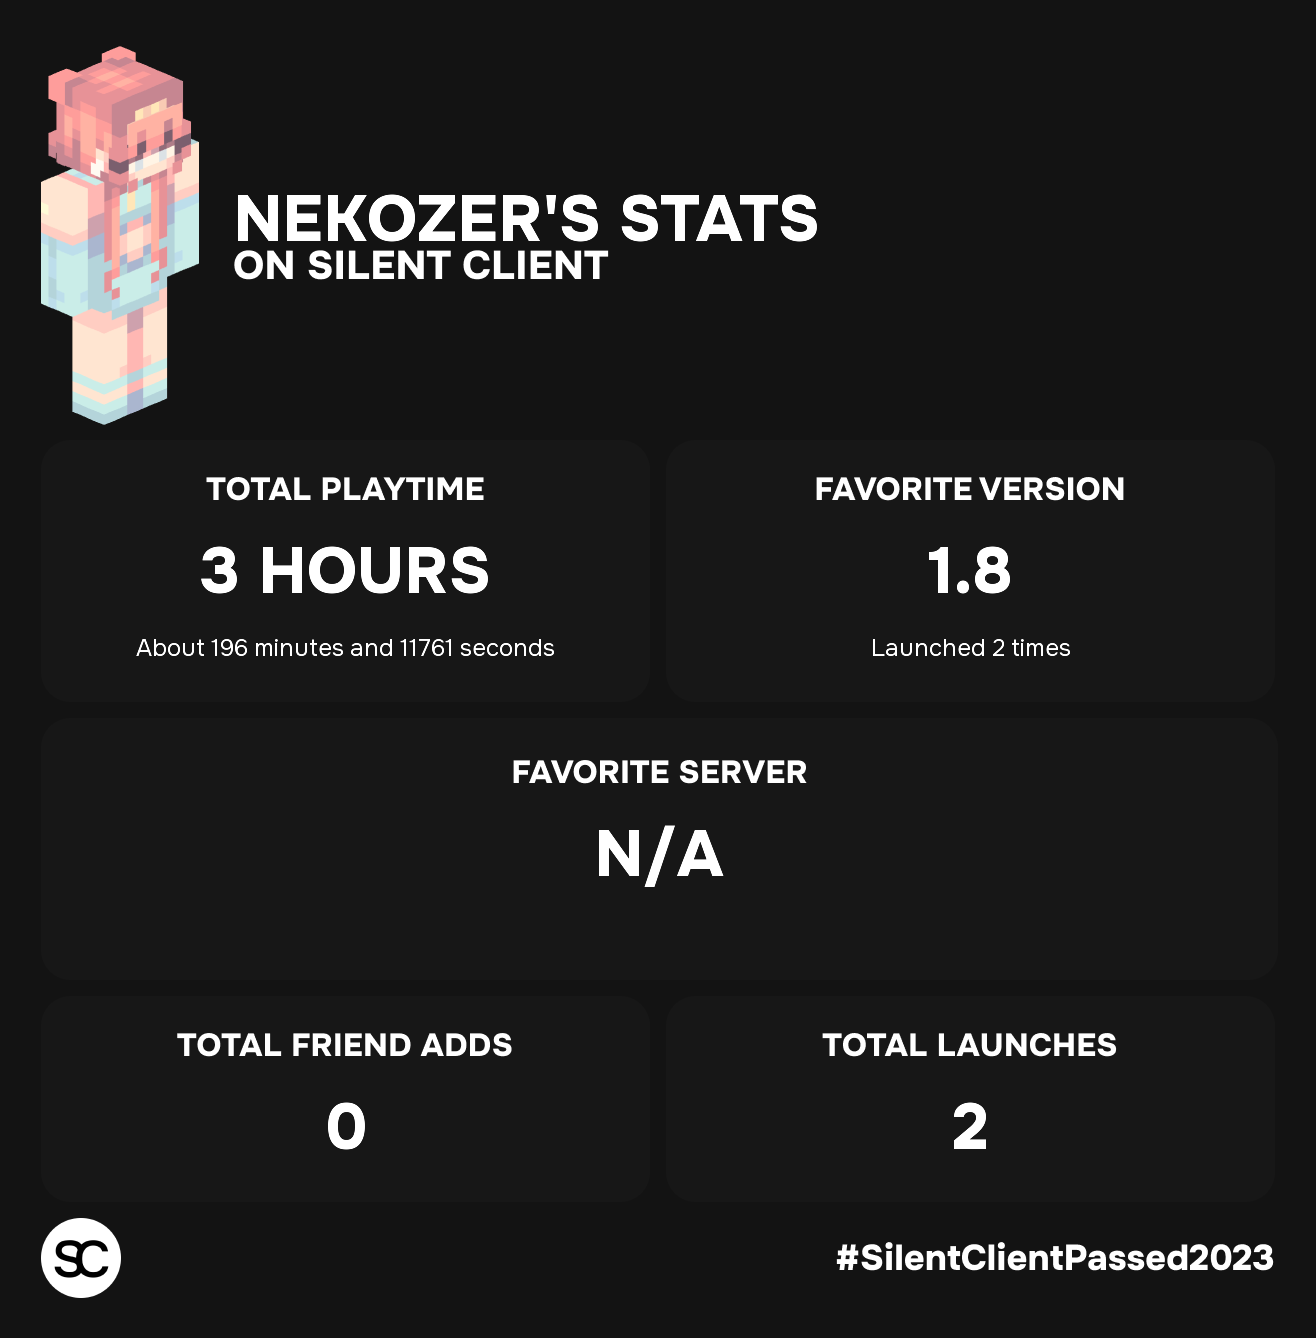 NEKOZER'S STATS
ON SILENT CLIENT
TOTAL PLAYTIME
3 HOURS
About 196 minutes and 11761 seconds
FAVORITE VERSION
1.8
Launched 2 times
FAVORITE SERVER
N/A
TOTAL FRIEND ADDS
0
TOTAL LAUNCHES
2
SC
#SilentClientPassed2023